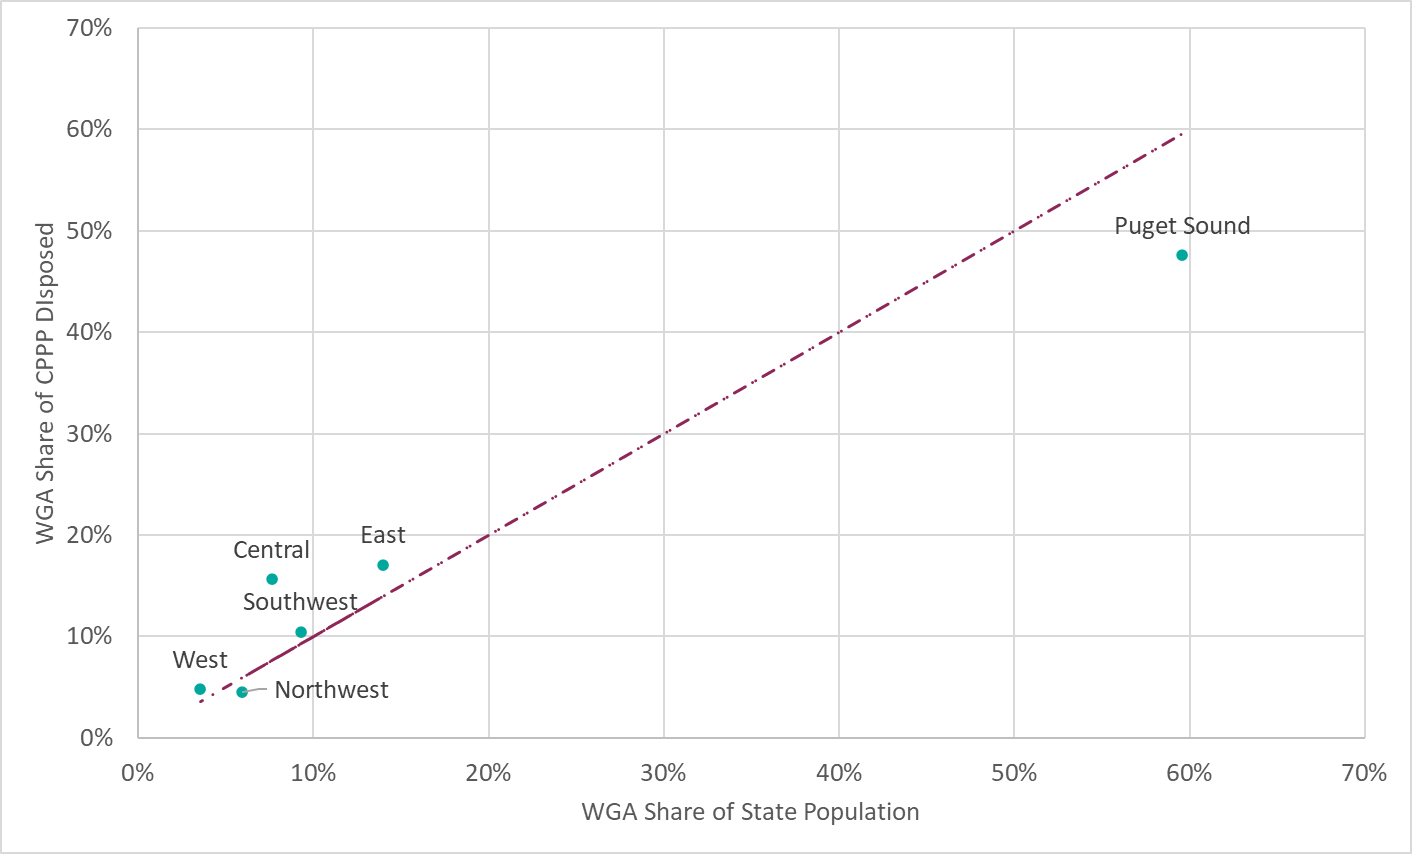 70%
60%
50%
40%
30%
20%
10%
0%
WGA Share of CPPP DIsposed
Puget Sound
East
Central
Southwest
West
Northwest
0% 10% 20% 30% 40% 50% 60% 70%
WGA Share of State Population